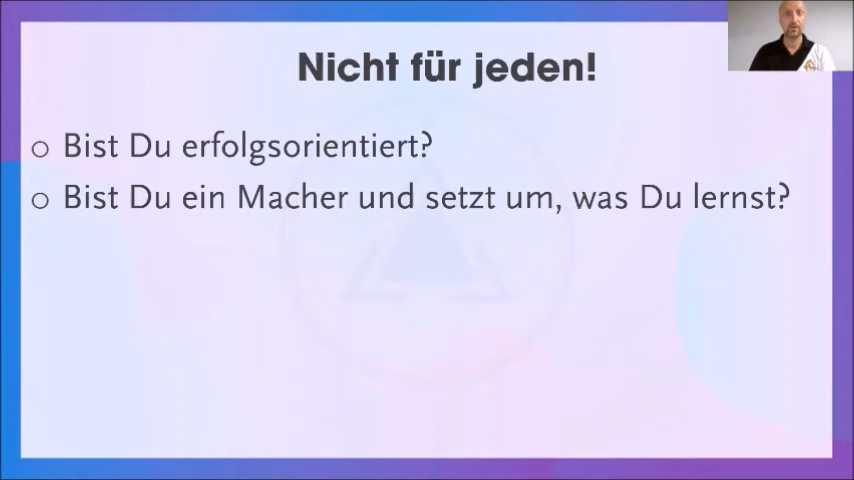 Nicht für jeden!
o Bist Du erfolgsorientiert?
o Bist Du ein Macher und setzt um, was Du lernst?